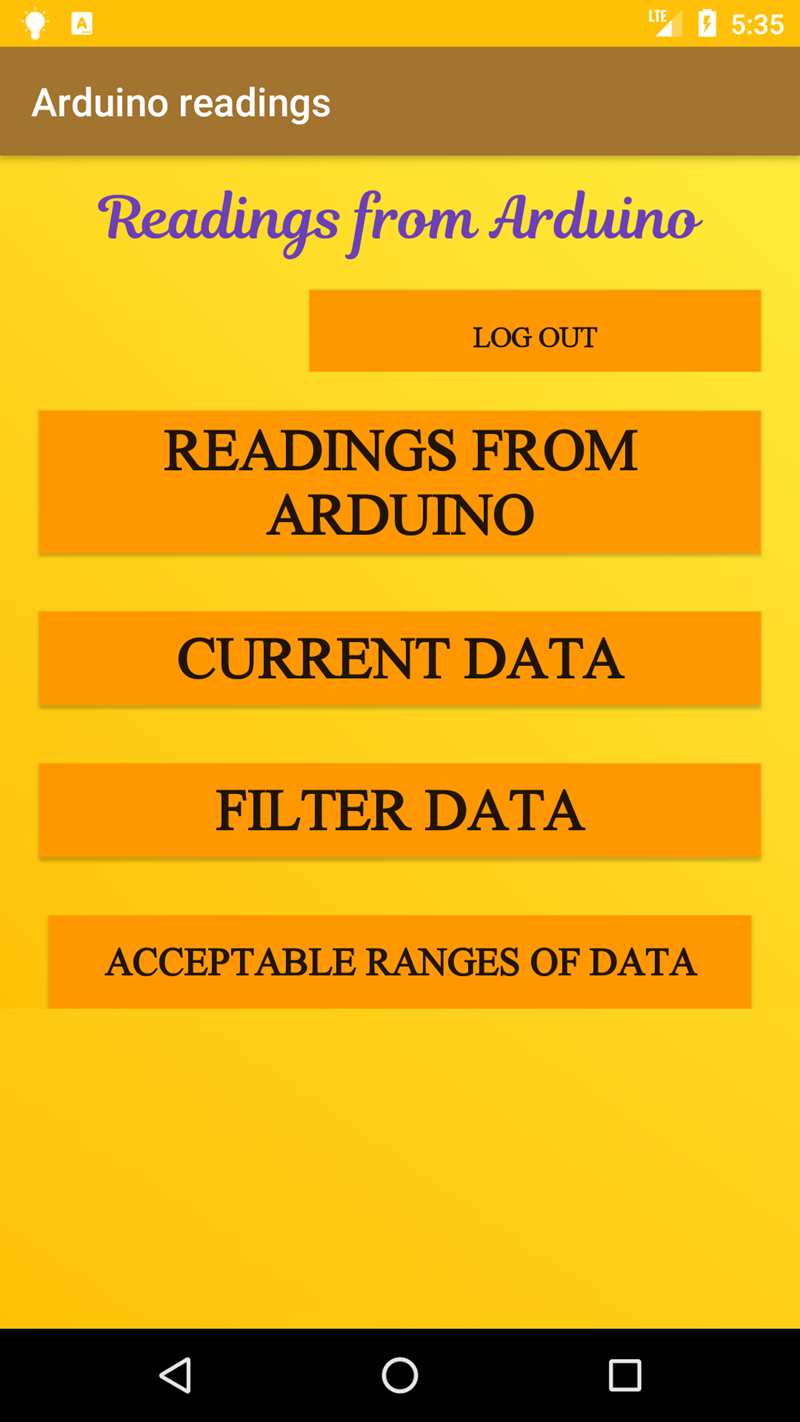 LTE 5:35
Arduino readings
Readings from Arduino
LOG OUT
READINGS FROM
ARDUINO
CURRENT DATA
FILTER DATA
ACCEPTABLE RANGES OF DATA